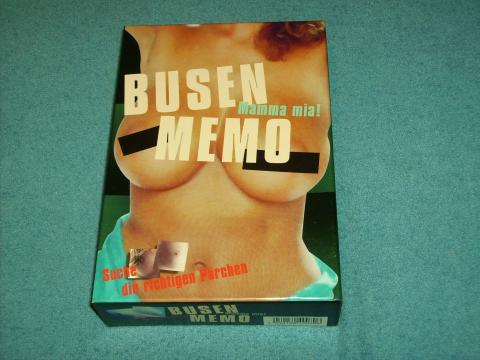 BUSEN
Mamma mia!
MEMO
Suche
die richtigen Pärchen
BUSEN
MEMO